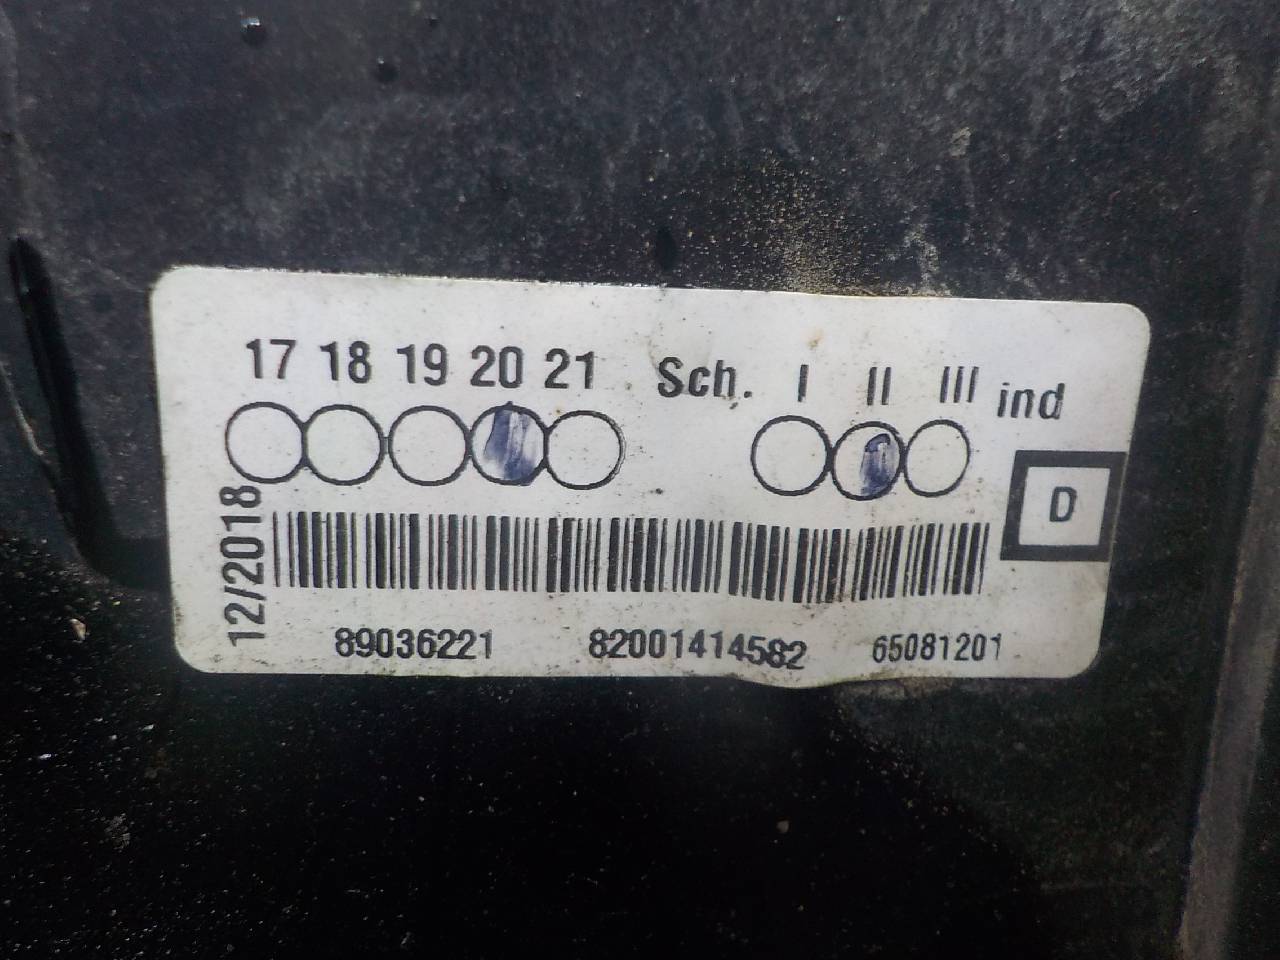 17 18 19 20 21 Sch. I II III ind
D
12/2018
89036221 82001414582 65081201